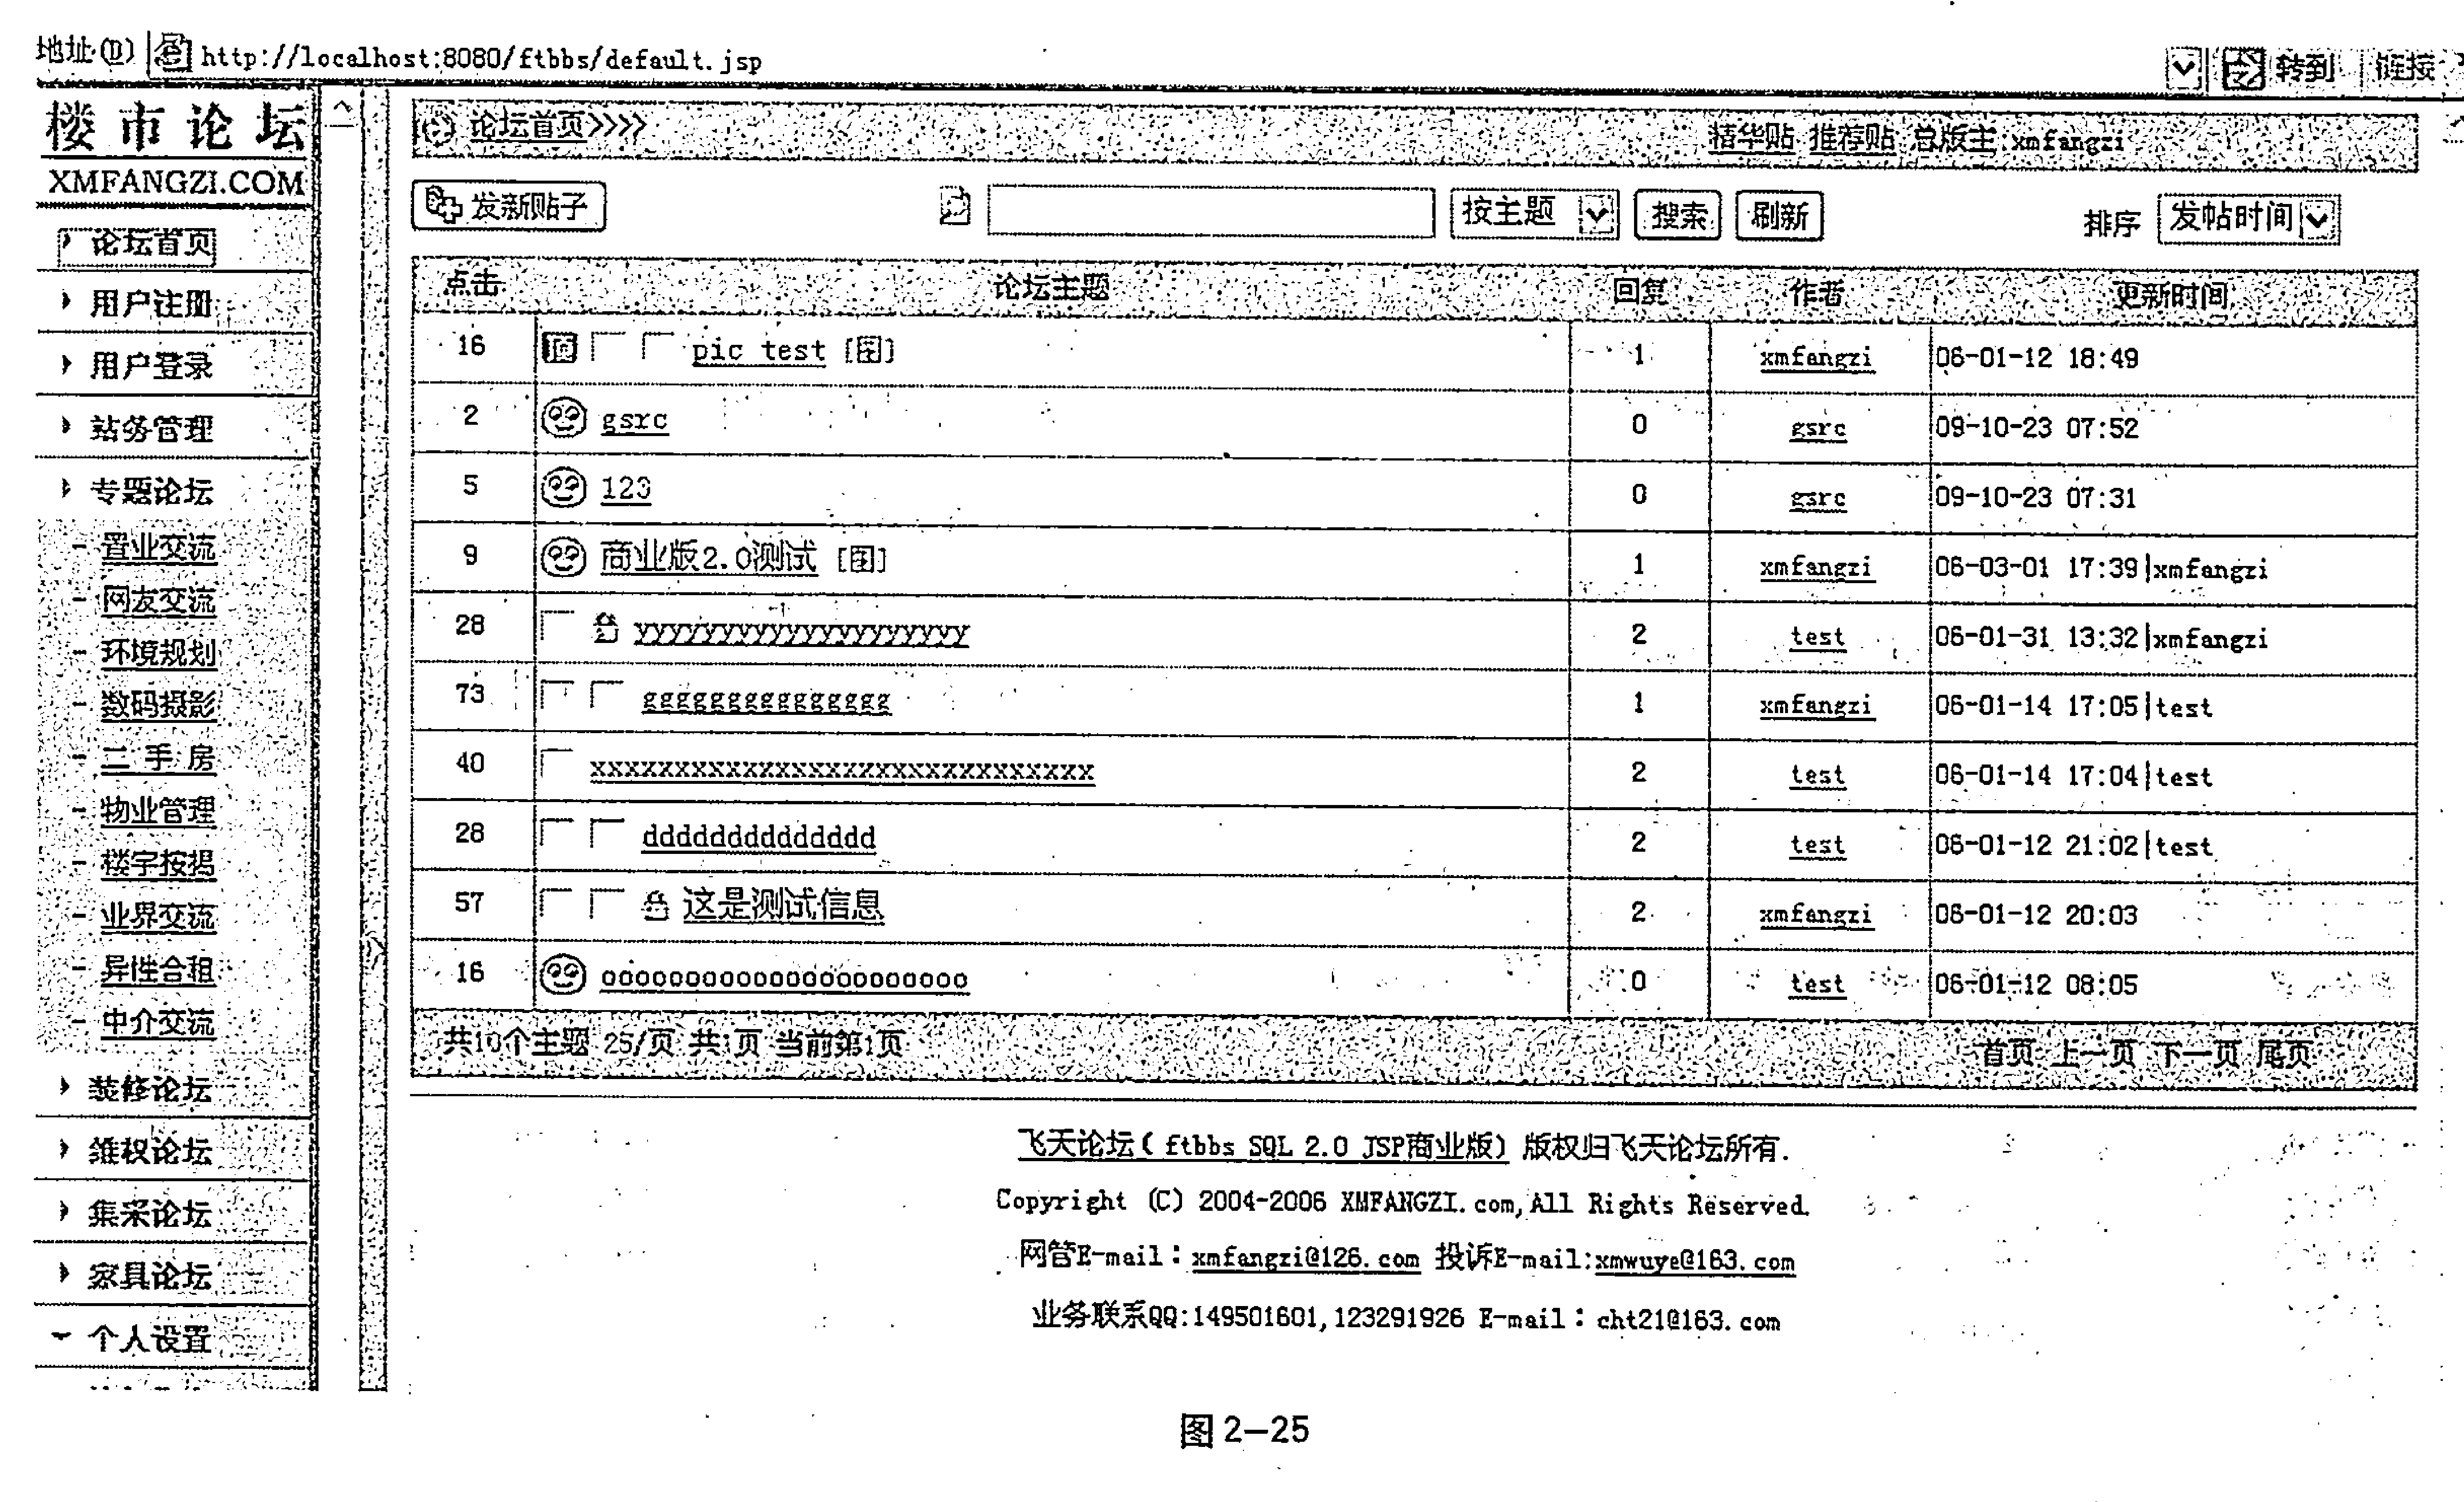 地址(D) http://localhost:8080/ftbbs/default.jsp 转到 链接
楼市论坛
XMFANGZI.COM
论坛首页
用户注册
用户登录
站务管理
专题论坛
- 置业交流
- 网友交流
- 环境规划
- 数码摄影
- 二手房
- 物业管理
- 楼宇按揭
- 业界交流
- 异性合租
- 中介交流
装修论坛
维权论坛
集采论坛
家具论坛
个人设置
论坛首页>>>> 精华贴 推荐贴 总版主:xmfangzi
发新贴子 按主题 搜索 刷新 排序 发帖时间
点击 论坛主题 回复 作者 更新时间
16 顶 pic test [图] 1 xmfangzi 06-01-12 18:49
2 gsrc 0 gsrc 09-10-23 07:52
5 123 0 gsrc 09-10-23 07:31
9 商业版2.0测试 [图] 1 xmfangzi 06-03-01 17:39|xmfangzi
28 yyyyyyyyyyyyyyyyyyyy 2 test 06-01-31 13:32|xmfangzi
73 ggggggggggggggg 1 xmfangzi 06-01-14 17:05|test
40 xxxxxxxxxxxxxxxxxxxxxxxxxxxxxx 2 test 06-01-14 17:04|test
28 dddddddddddddd 2 test 06-01-12 21:02|test
57 这是测试信息 2 xmfangzi 06-01-12 20:03
16 oooooooooooooooooooooo 0 test 06-01-12 08:05
共10个主题 25/页 共1页 当前第1页 首页 上一页 下一页 尾页
飞天论坛( ftbbs SQL 2.0 JSP商业版) 版权归飞天论坛所有.
Copyright (C) 2004-2006 XMFANGZI.com,All Rights Reserved.
网管E-mail：xmfangzi@126.com 投诉E-mail:xmwuye@163.com
业务联系QQ:149501601,123291926 E-mail：cht21@163.com
图2-25